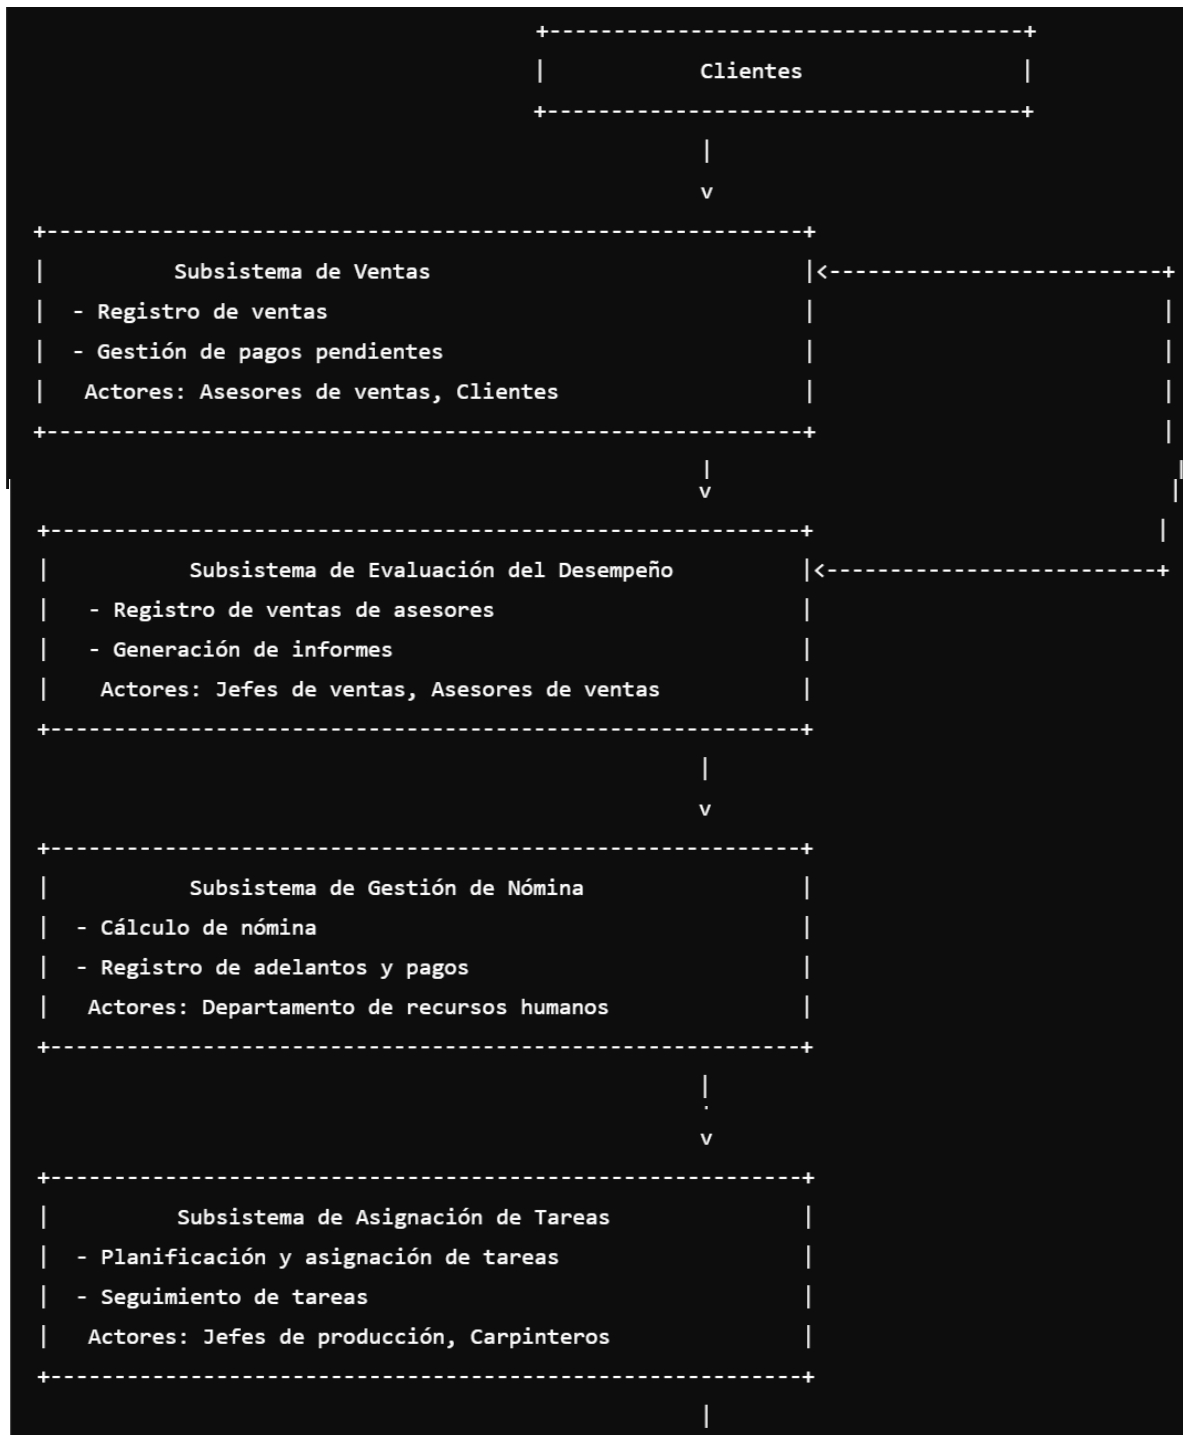 +-------------------------------------+
|            Clientes                 |
+-------------------------------------+
|
v
+-----------------------------------------------------------+
|          Subsistema de Ventas                             |<--------------------------+
|  - Registro de ventas                                     |                           |
|  - Gestión de pagos pendientes                            |                           |
|   Actores: Asesores de ventas, Clientes                   |                           |
+-----------------------------------------------------------+                           |
|                                     |
v                                     |
+-----------------------------------------------------------+                           |
|           Subsistema de Evaluación del Desempeño          |<--------------------------+
|   - Registro de ventas de asesores                        |
|   - Generación de informes                                |
|    Actores: Jefes de ventas, Asesores de ventas           |
+-----------------------------------------------------------+
|
v
+-----------------------------------------------------------+
|           Subsistema de Gestión de Nómina                 |
|  - Cálculo de nómina                                      |
|  - Registro de adelantos y pagos                          |
|   Actores: Departamento de recursos humanos               |
+-----------------------------------------------------------+
|
v
+-----------------------------------------------------------+
|          Subsistema de Asignación de Tareas               |
|  - Planificación y asignación de tareas                   |
|  - Seguimiento de tareas                                  |
|   Actores: Jefes de producción, Carpinteros               |
+-----------------------------------------------------------+
|